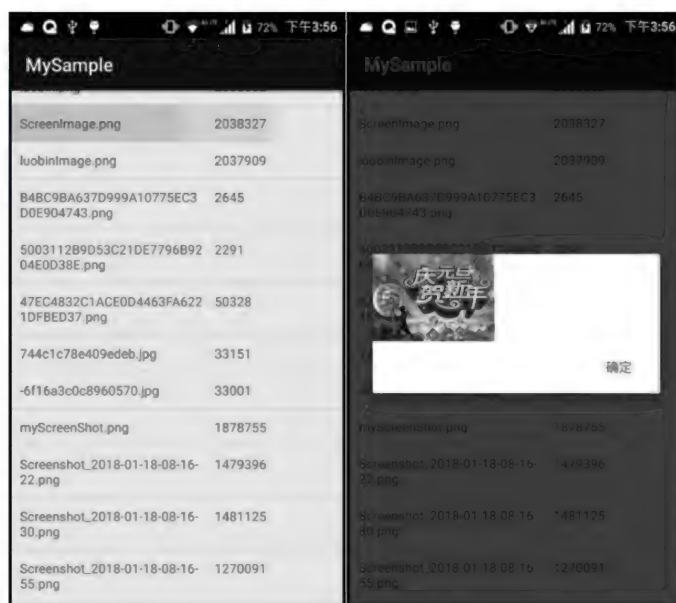 72% 下午3:56
MySample
ScreenImage.png 2038327
luobinImage.png 2037909
B4BC9BA637D999A10775EC3
D0E904743.png 2645
5003112B9D53C21DE7796B92
04E0D38E.png 2291
47EC4832C1ACE0D4463FA622
1DFBED37.png 50328
744c1c78e409edeb.jpg 33151
-6f16a3c0c8960570.jpg 33001
myScreenShot.png 1878755
Screenshot_2018-01-18-08-16-
22.png 1479396
Screenshot_2018-01-18-08-16-
30.png 1481125
Screenshot_2018-01-18-08-16-
55.png 1270091
72% 下午3:56
MySample
ScreenImage.png 2038327
luobinImage.png 2037909
B4BC9BA637D999A10775EC3
D0E904743.png 2645
庆元旦
贺新年
确定
myScreenShot.png 1878755
Screenshot_2018-01-18-08-16-
22.png 1479396
Screenshot_2018-01-18-08-16-
30.png 1481125
Screenshot_2018-01-18-08-16-
55.png 1270091